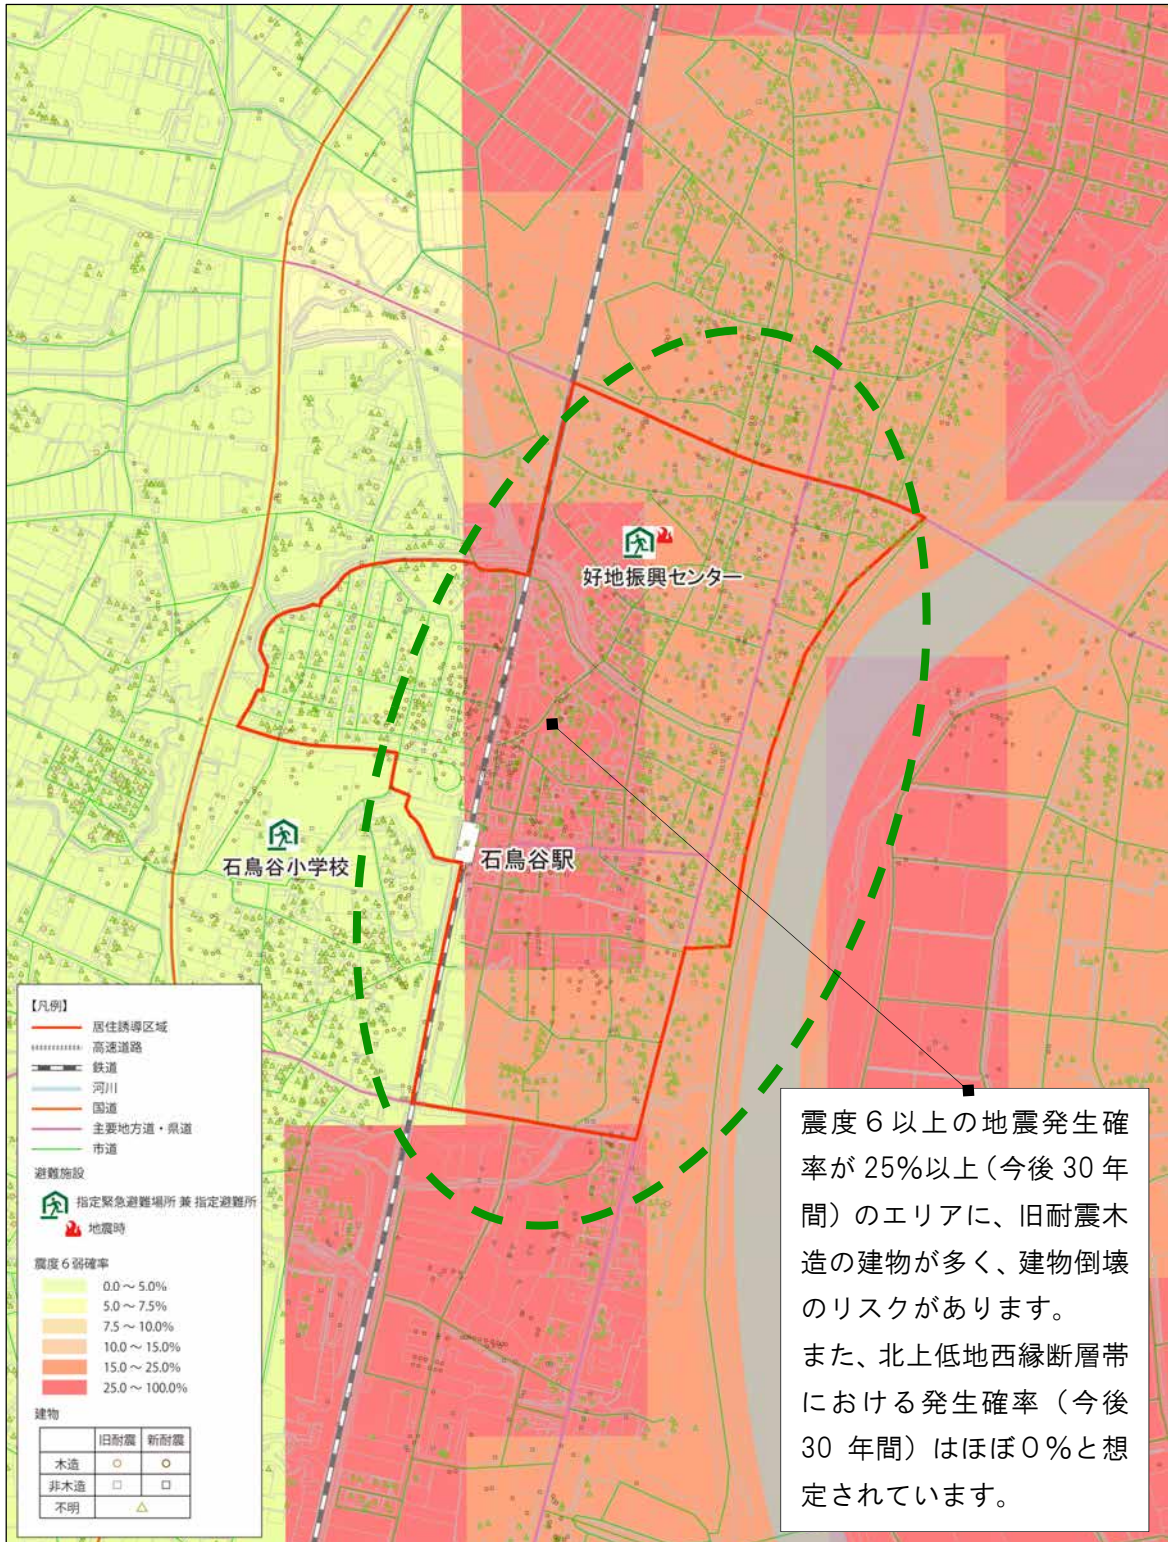 好地振興センター
石鳥谷駅
石鳥谷小学校
【凡例】
居住誘導区域
高速道路
鉄道
河川
国道
主要地方道・県道
市道
避難施設
指定緊急避難場所 兼 指定避難所
地震時
震度6弱確率
0.0～5.0%
5.0～7.5%
7.5～10.0%
10.0～15.0%
15.0～25.0%
25.0～100.0%
建物
旧耐震 新耐震
木造
非木造
不明
震度6以上の地震発生確
率が25%以上（今後30年
間）のエリアに、旧耐震木
造の建物が多く、建物倒壊
のリスクがあります。
また、北上低地西縁断層帯
における発生確率（今後
30年間）はほぼ0%と想
定されています。